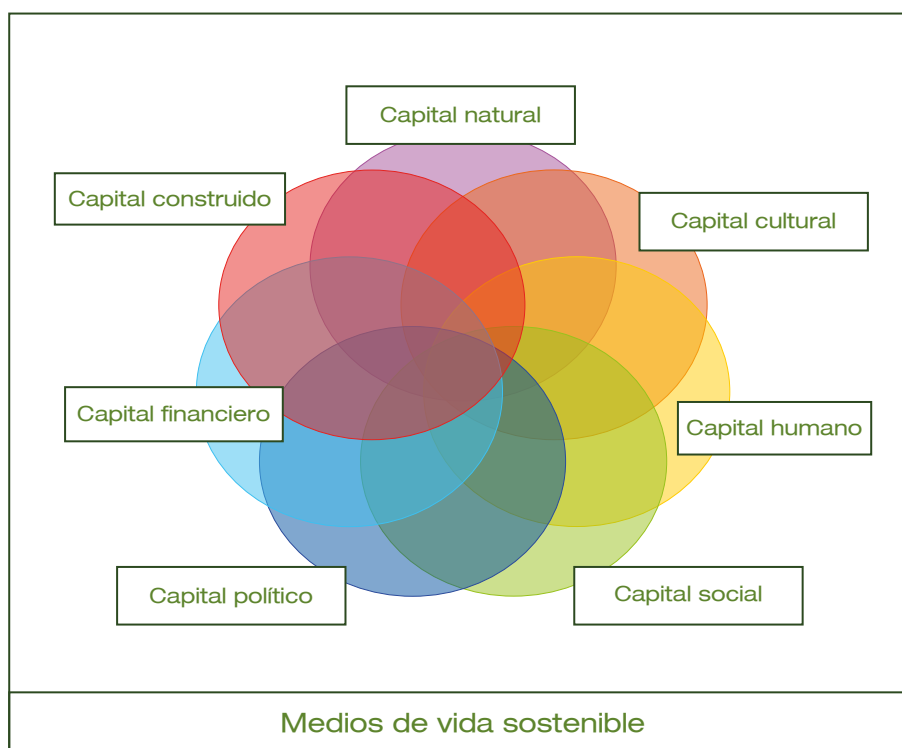 Capital natural
Capital construido
Capital cultural
Capital financiero
Capital humano
Capital político
Capital social
Medios de vida sostenible